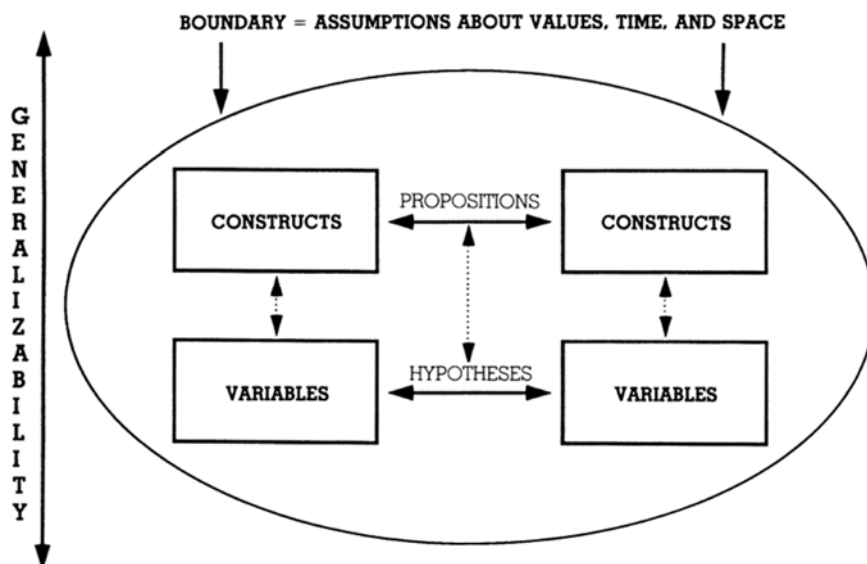 BOUNDARY = ASSUMPTIONS ABOUT VALUES, TIME, AND SPACE
GENERALIZABILITY
CONSTRUCTS
PROPOSITIONS
CONSTRUCTS
VARIABLES
HYPOTHESES
VARIABLES